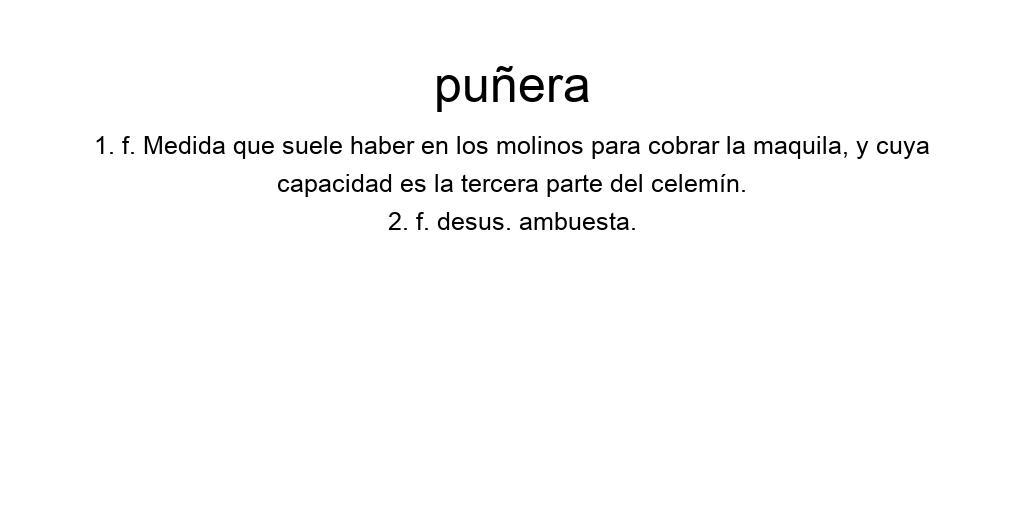 puñera
1. f. Medida que suele haber en los molinos para cobrar la maquila, y cuya
capacidad es la tercera parte del celemín.
2. f. desus. ambuesta.